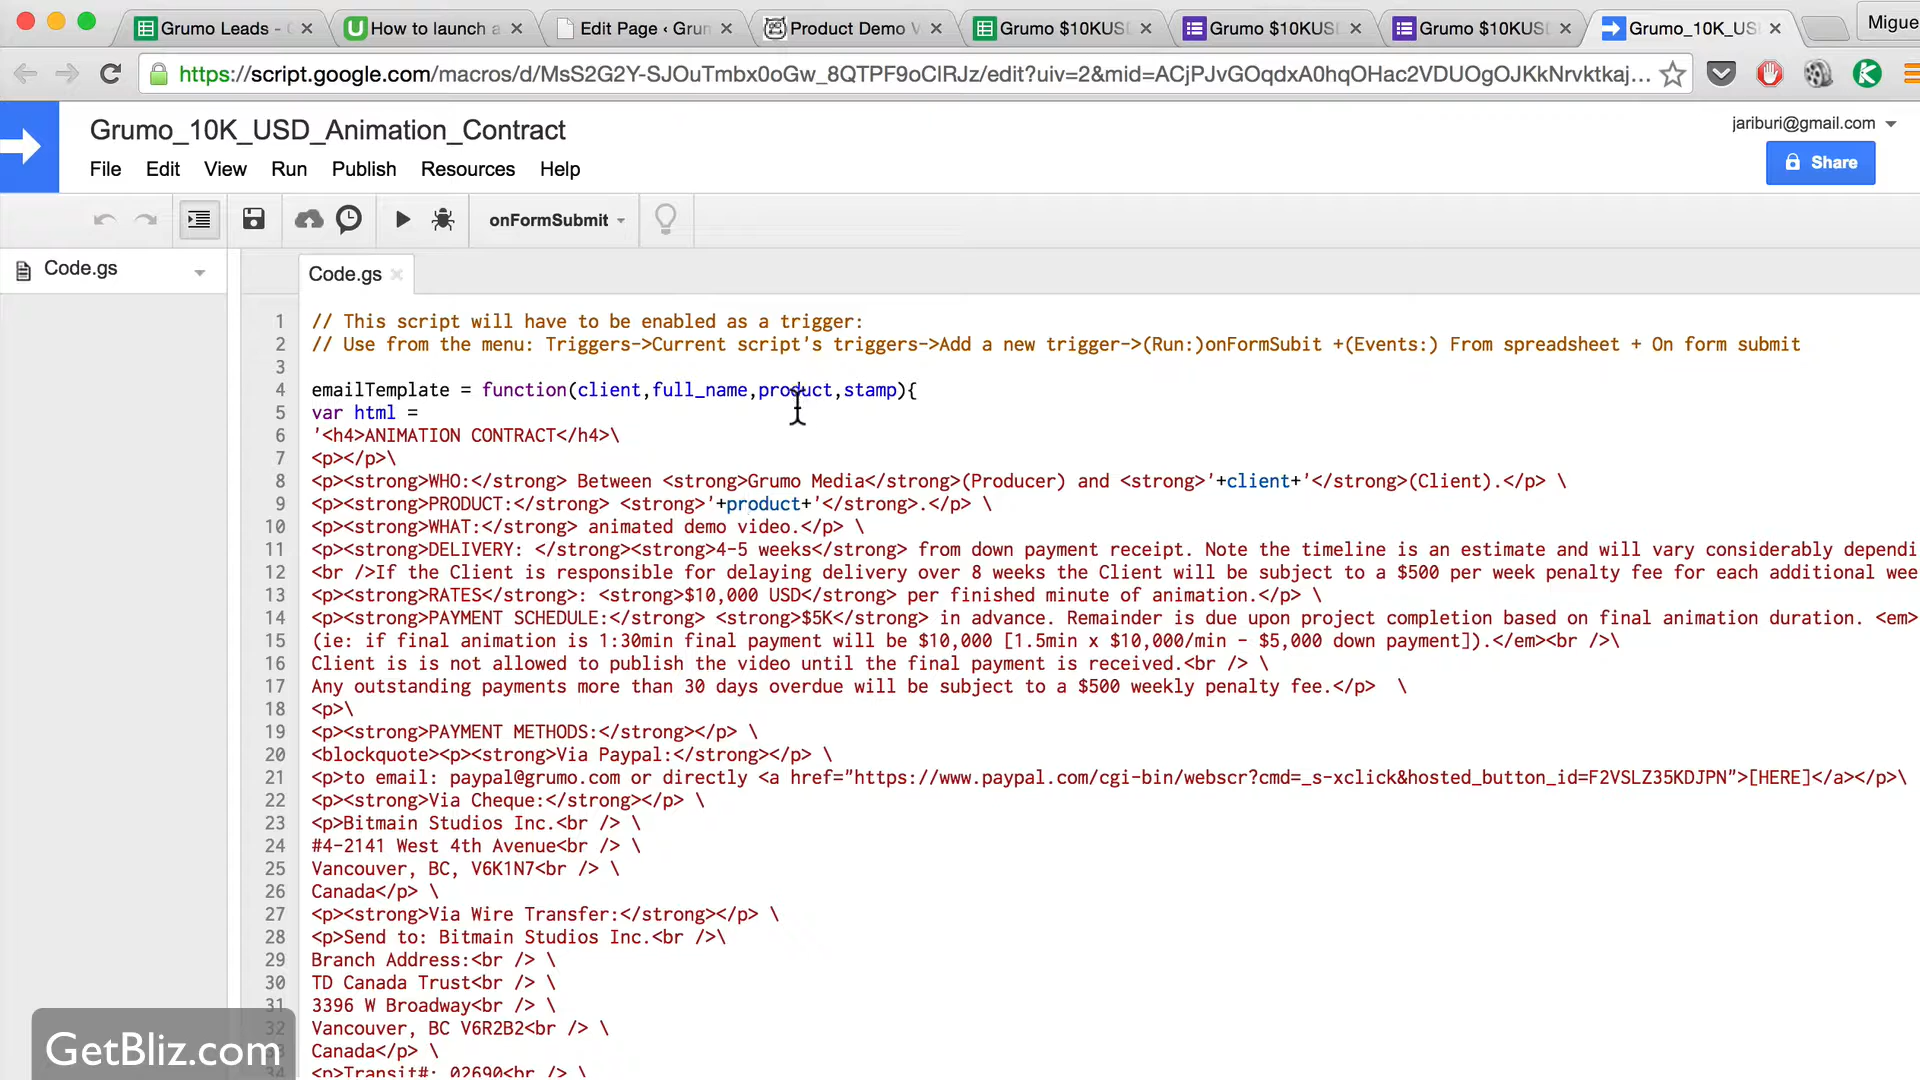 Grumo Leads - C
How to launch a
Edit Page ‹ Grum
Product Demo V
Grumo $10KUSD
Grumo $10KUSD
Grumo $10KUSD
Grumo_10K_US
Migue
https://script.google.com/macros/d/MsS2G2Y-SJOuTmbx0oGw_8QTPF9oCIRJz/edit?uiv=2&mid=ACjPJvGOqdxA0hqOHac2VDUOgOJKkNrvktkaj...
Grumo_10K_USD_Animation_Contract
jariburi@gmail.com
File Edit View Run Publish Resources Help
Share
onFormSubmit
Code.gs
Code.gs
1 // This script will have to be enabled as a trigger:
2 // Use from the menu: Triggers->Current script's triggers->Add a new trigger->(Run:)onFormSubit +(Events:) From spreadsheet + On form submit
3
4 emailTemplate = function(client,full_name,product,stamp){
5 var html =
6 '<h4>ANIMATION CONTRACT</h4>\
7 <p></p>\
8 <p><strong>WHO:</strong> Between <strong>Grumo Media</strong>(Producer) and <strong>'+client+'</strong>(Client).</p> \
9 <p><strong>PRODUCT:</strong> <strong>'+product+'</strong>.</p> \
10 <p><strong>WHAT:</strong> animated demo video.</p> \
11 <p><strong>DELIVERY: </strong><strong>4-5 weeks</strong> from down payment receipt. Note the timeline is an estimate and will vary considerably dependi
12 <br />If the Client is responsible for delaying delivery over 8 weeks the Client will be subject to a $500 per week penalty fee for each additional wee
13 <p><strong>RATES</strong>: <strong>$10,000 USD</strong> per finished minute of animation.</p> \
14 <p><strong>PAYMENT SCHEDULE:</strong> <strong>$5K</strong> in advance. Remainder is due upon project completion based on final animation duration. <em>
15 (ie: if final animation is 1:30min final payment will be $10,000 [1.5min x $10,000/min - $5,000 down payment]).</em><br />\
16 Client is is not allowed to publish the video until the final payment is received.<br /> \
17 Any outstanding payments more than 30 days overdue will be subject to a $500 weekly penalty fee.</p> \
18 <p>\
19 <p><strong>PAYMENT METHODS:</strong></p> \
20 <blockquote><p><strong>Via Paypal:</strong></p> \
21 <p>to email: paypal@grumo.com or directly <a href="https://www.paypal.com/cgi-bin/webscr?cmd=_s-xclick&hosted_button_id=F2VSLZ35KDJPN">[HERE]</a></p>\
22 <p><strong>Via Cheque:</strong></p> \
23 <p>Bitmain Studios Inc.<br /> \
24 #4-2141 West 4th Avenue<br /> \
25 Vancouver, BC, V6K1N7<br /> \
26 Canada</p> \
27 <p><strong>Via Wire Transfer:</strong></p> \
28 <p>Send to: Bitmain Studios Inc.<br />\
29 Branch Address:<br /> \
30 TD Canada Trust<br /> \
31 3396 W Broadway<br /> \
32 Vancouver, BC V6R2B2<br /> \
33 Canada</p> \
34 <p>Transit#: 02690<br /> \
GetBliz.com